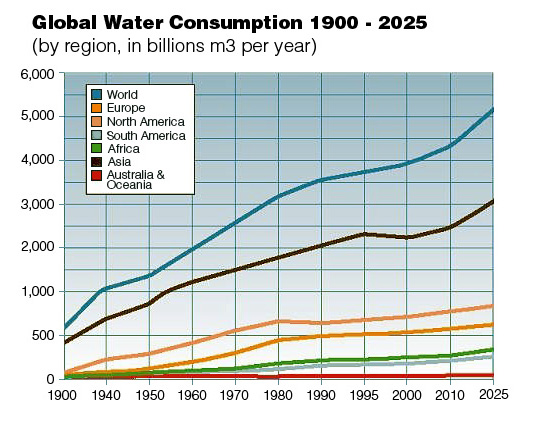 Global Water Consumption 1900 - 2025
(by region, in billions m3 per year)
6,000
5,000
4,000
3,000
2,000
1,000
500
0
World
Europe
North America
South America
Africa
Asia
Australia &
Oceania
1900 1940 1950 1960 1970 1980 1990 1995 2000 2010 2025